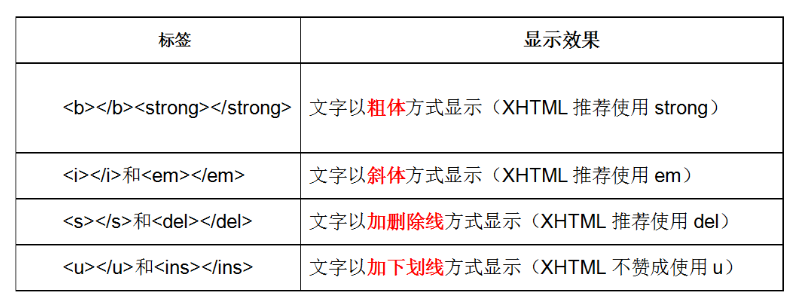 标签 显示效果
<b></b><strong></strong> 文字以粗体方式显示（XHTML 推荐使用 strong）
<i></i>和<em></em> 文字以斜体方式显示（XHTML 推荐使用 em）
<s></s>和<del></del> 文字以加删除线方式显示（XHTML 推荐使用 del）
<u></u>和<ins></ins> 文字以加下划线方式显示（XHTML 不赞成使用 u）